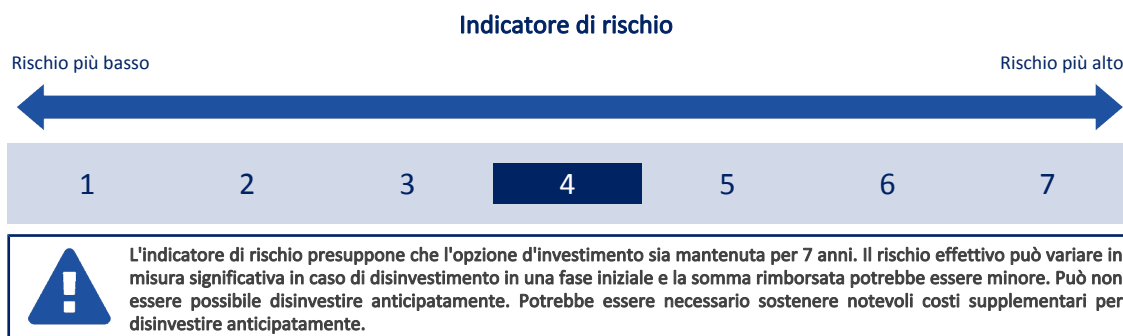 Indicatore di rischio
Rischio più basso
Rischio più alto
1 2 3 4 5 6 7
L'indicatore di rischio presuppone che l'opzione d'investimento sia mantenuta per 7 anni. Il rischio effettivo può variare in
misura significativa in caso di disinvestimento in una fase iniziale e la somma rimborsata potrebbe essere minore. Può non
essere possibile disinvestire anticipatamente. Potrebbe essere necessario sostenere notevoli costi supplementari per
disinvestire anticipatamente.